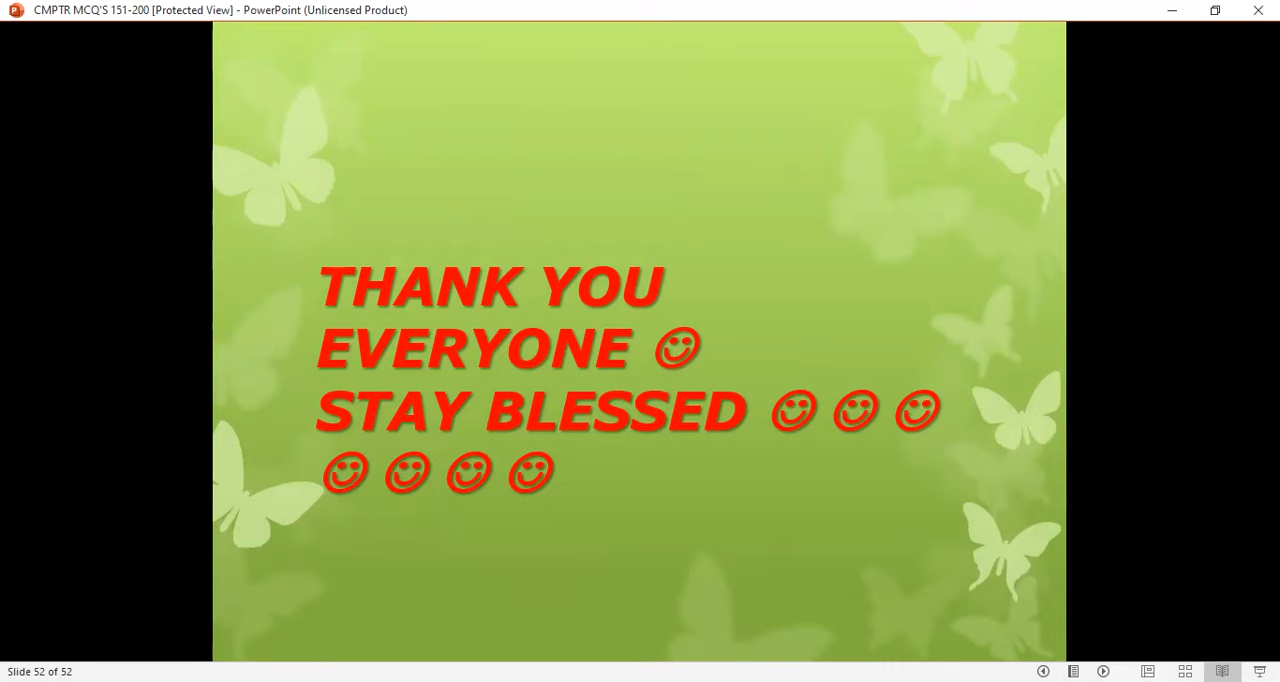 CMPTR MCQ'S 151-200 [Protected View] - PowerPoint (Unlicensed Product)
THANK YOU
EVERYONE ☺
STAY BLESSED ☺ ☺ ☺
☺ ☺ ☺ ☺
Slide 52 of 52